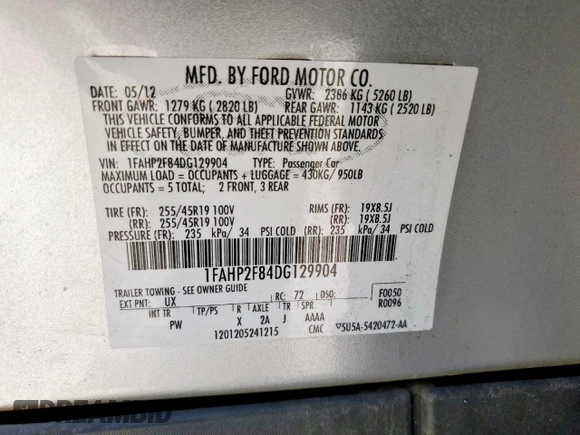 MFD. BY FORD MOTOR CO.
DATE: 05/12 GVWR: 2386 KG ( 5260 LB)
FRONT GAWR: 1279 KG ( 2820 LB) REAR GAWR: 1143 KG ( 2520 LB)
THIS VEHICLE CONFORMS TO ALL APPLICABLE FEDERAL MOTOR
VEHICLE SAFETY, BUMPER, AND THEFT PREVENTION STANDARDS
IN EFFECT ON THE DATE OF MANUFACTURE SHOWN ABOVE.
VIN: 1FAHP2F84DG129904 TYPE: Passenger Car
MAXIMUM LOAD = OCCUPANTS + LUGGAGE = 430KG/ 950LB
OCCUPANTS = 5 TOTAL; 2 FRONT, 3 REAR
TIRE (FR): 255/45R19 100V RIMS (FR): 19X8.5J
(RR): 255/45R19 100V (RR): 19X8.5J
PRESSURE (FR): 235 kPa/ 34 PSI COLD (RR): 235 kPa/ 34 PSI COLD
1FAHP2F84DG129904
TRAILER TOWING - SEE OWNER GUIDE
EXT PNT: UX RC: 72 DSO: F0050
R0096
INT TR TP/PS R AXLE TR SPR
PW X 2A J AAAA
1201205241215 CMC 5U5A-5420472-AA
DREAMBID